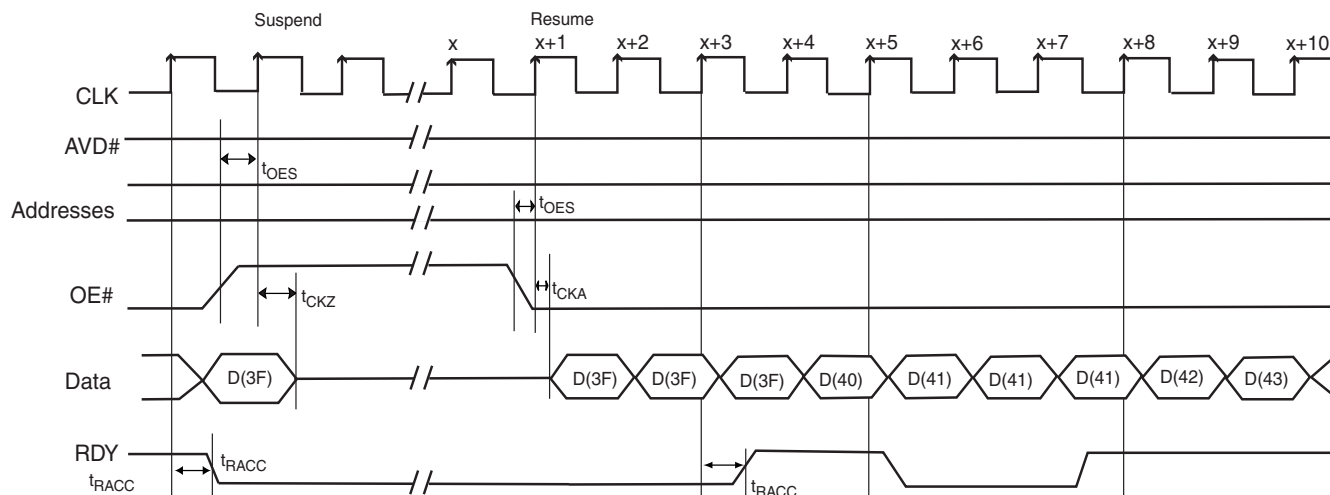 Suspend Resume
x x+1 x+2 x+3 x+4 x+5 x+6 x+7 x+8 x+9 x+10
CLK
AVD#
tOES
Addresses
tOES
OE#
tCKZ
tCKA
Data
D(3F) D(3F) D(3F) D(3F) D(40) D(41) D(41) D(41) D(42) D(43)
RDY
tRACC
tRACC
tRACC